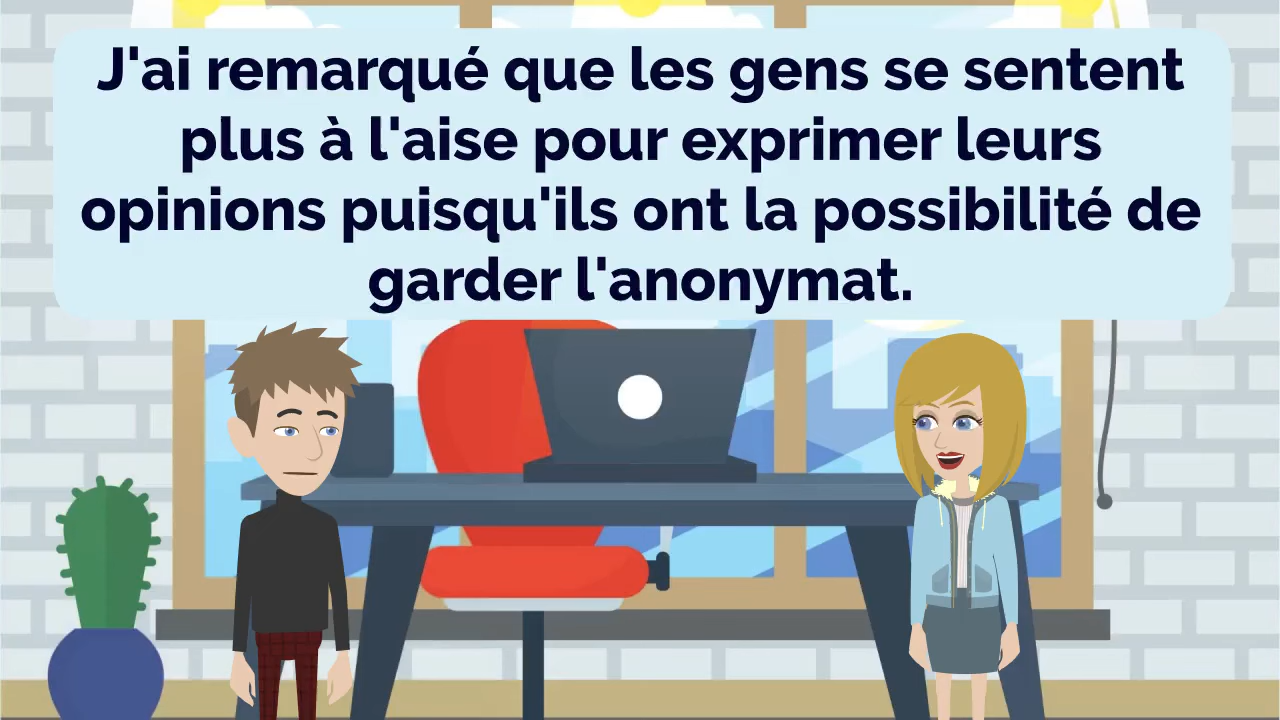 J'ai remarqué que les gens se sentent
plus à l'aise pour exprimer leurs
opinions puisqu'ils ont la possibilité de
garder l'anonymat.